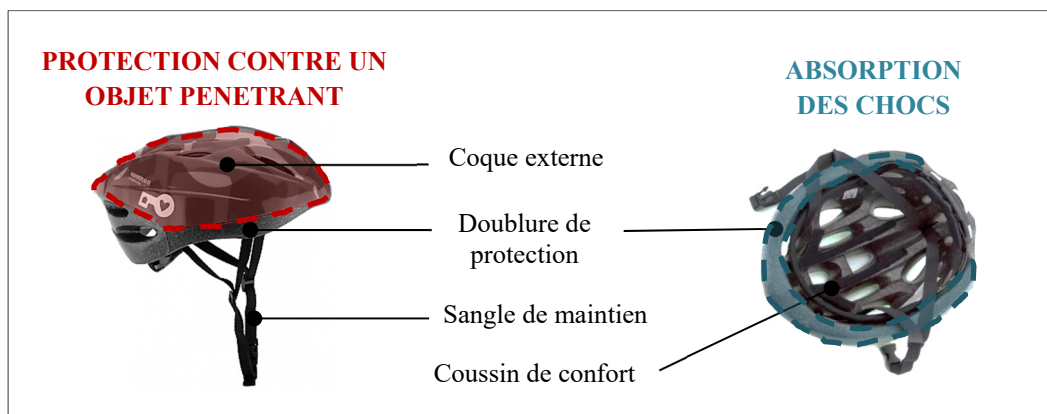 PROTECTION CONTRE UN
OBJET PENETRANT
ABSORPTION
DES CHOCS
Coque externe
Doublure de
protection
Sangle de maintien
Coussin de confort